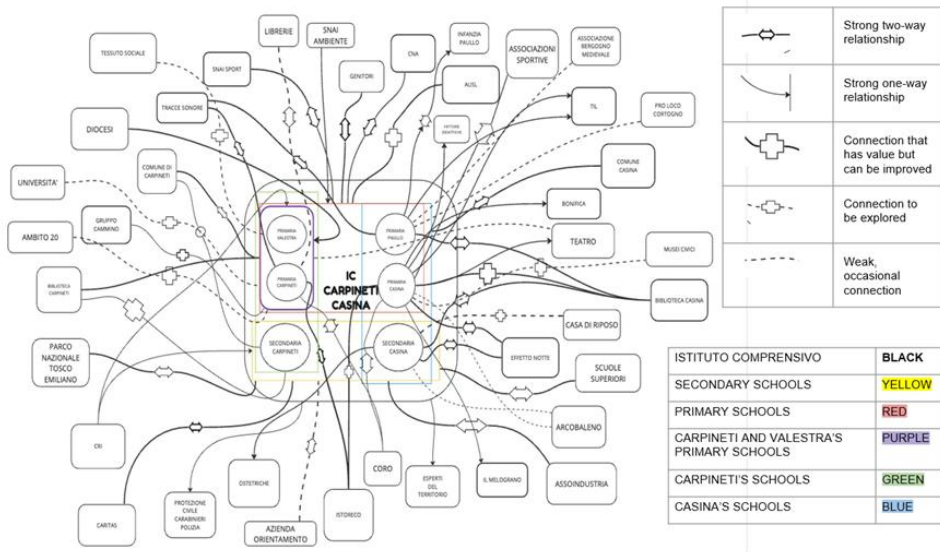 LIBRERIE
SNAI
AMBIENTE
INFANZIA
PAULLO
ASSOCIAZIONI
SPORTIVE
ASSOCIAZIONE
BERGOGNO
MEDIEVALE
TESSUTO SOCIALE
SNAI SPORT
GENITORI
CNA
AUSL
TRACCE SONORE
TIL
PRO LOCO
CORTOGNO
DIOCESI
COMUNE DI
CARPINETI
COMUNE
CASINA
UNIVERSITA'
GRUPPO
CAMMINO
BONIFICA
AMBITO 20
TEATRO
MUSEI CIVICI
BIBLIOTECA
CARPINETI
BIBLIOTECA CASINA
PRIMARIA
VALESTRA
PRIMARIA
PAULLO
PRIMARIA
CARPINETI
PRIMARIA
CASINA
IC
CARPINETI
CASINA
SECONDARIA
CARPINETI
SECONDARIA
CASINA
CASA DI RIPOSO
PARCO
NAZIONALE
TOSCO
EMILIANO
EFFETTO NOTTE
SCUOLE
SUPERIORI
ARCOBALENO
CRI
CORO
OSTETRICHE
ESPERTI
DEL
TERRITORIO
IL MELOGRANO
ASSOINDUSTRIA
CARITAS
PROTEZIONE
CIVILE
CARABINIERI
POLIZIA
AZIENDA
ORIENTAMENTO
ISTORECO
Strong two-way
relationship
Strong one-way
relationship
Connection that
has value but
can be improved
Connection to
be explored
Weak,
occasional
connection
ISTITUTO COMPRENSIVO BLACK
SECONDARY SCHOOLS YELLOW
PRIMARY SCHOOLS RED
CARPINETI AND VALESTRA'S PURPLE
PRIMARY SCHOOLS
CARPINETI'S SCHOOLS GREEN
CASINA'S SCHOOLS BLUE